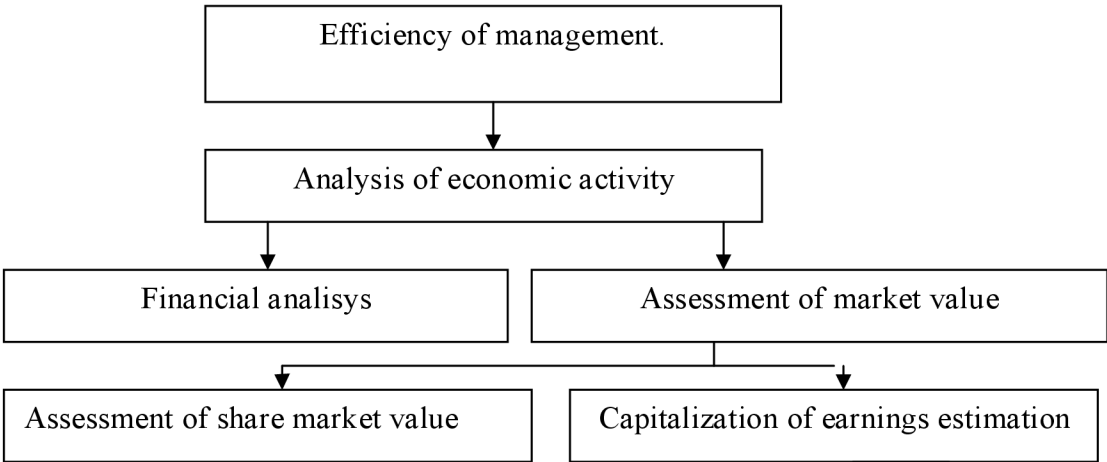 Efficiency of management.
Analysis of economic activity
Financial analisys
Assessment of market value
Assessment of share market value
Capitalization of earnings estimation